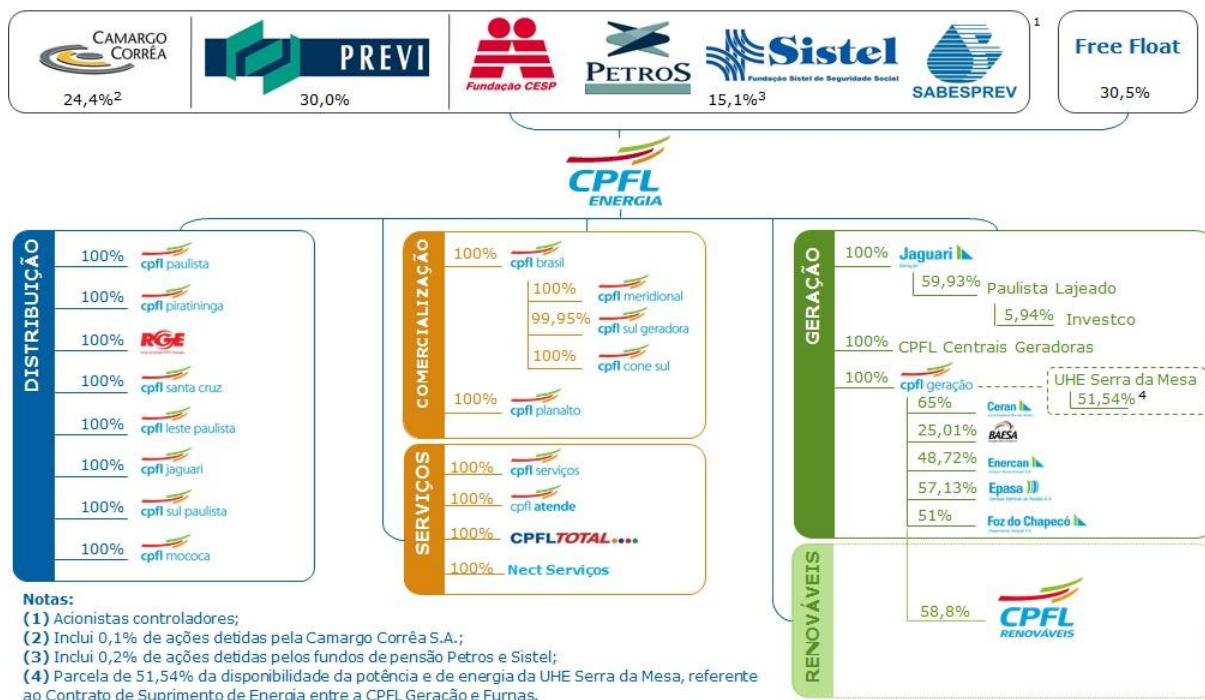 CAMARGO
CORRÊA
24,4%²
PREVI
30,0%
Fundação CESP
PETROS
Sistel
Fundação Sistel de Seguridade Social
SABESPREV
15,1%³
1
Free Float
30,5%
CPFL
ENERGIA
DISTRIBUIÇÃO
100% cpfl paulista
100% cpfl piratininga
100% RGE
100% cpfl santa cruz
100% cpfl leste paulista
100% cpfl jaguari
100% cpfl sul paulista
100% cpfl mococa
COMERCIALIZAÇÃO
100% cpfl brasil
100% cpfl meridional
99,95% cpfl sul geradora
100% cpfl cone sul
100% cpfl planalto
SERVIÇOS
100% cpfl serviços
100% cpfl atende
100% CPFLTOTAL
100% Nect Serviços
GERAÇÃO
100% Jaguari
59,93% Paulista Lajeado
5,94% Investco
100% CPFL Centrais Geradoras
100% cpfl geração
UHE Serra da Mesa
51,54% 4
65% Ceran
25,01% BAESA
48,72% Enercan
57,13% Epasa
51% Foz do Chapecó
RENOVÁVEIS
58,8% CPFL
RENOVÁVEIS
Notas:
(1) Acionistas controladores;
(2) Inclui 0,1% de ações detidas pela Camargo Corrêa S.A.;
(3) Inclui 0,2% de ações detidas pelos fundos de pensão Petros e Sistel;
(4) Parcela de 51,54% da disponibilidade da potência e de energia da UHE Serra da Mesa, referente
ao Contrato de Suprimento de Energia entre a CPFL Geração e Furnas.